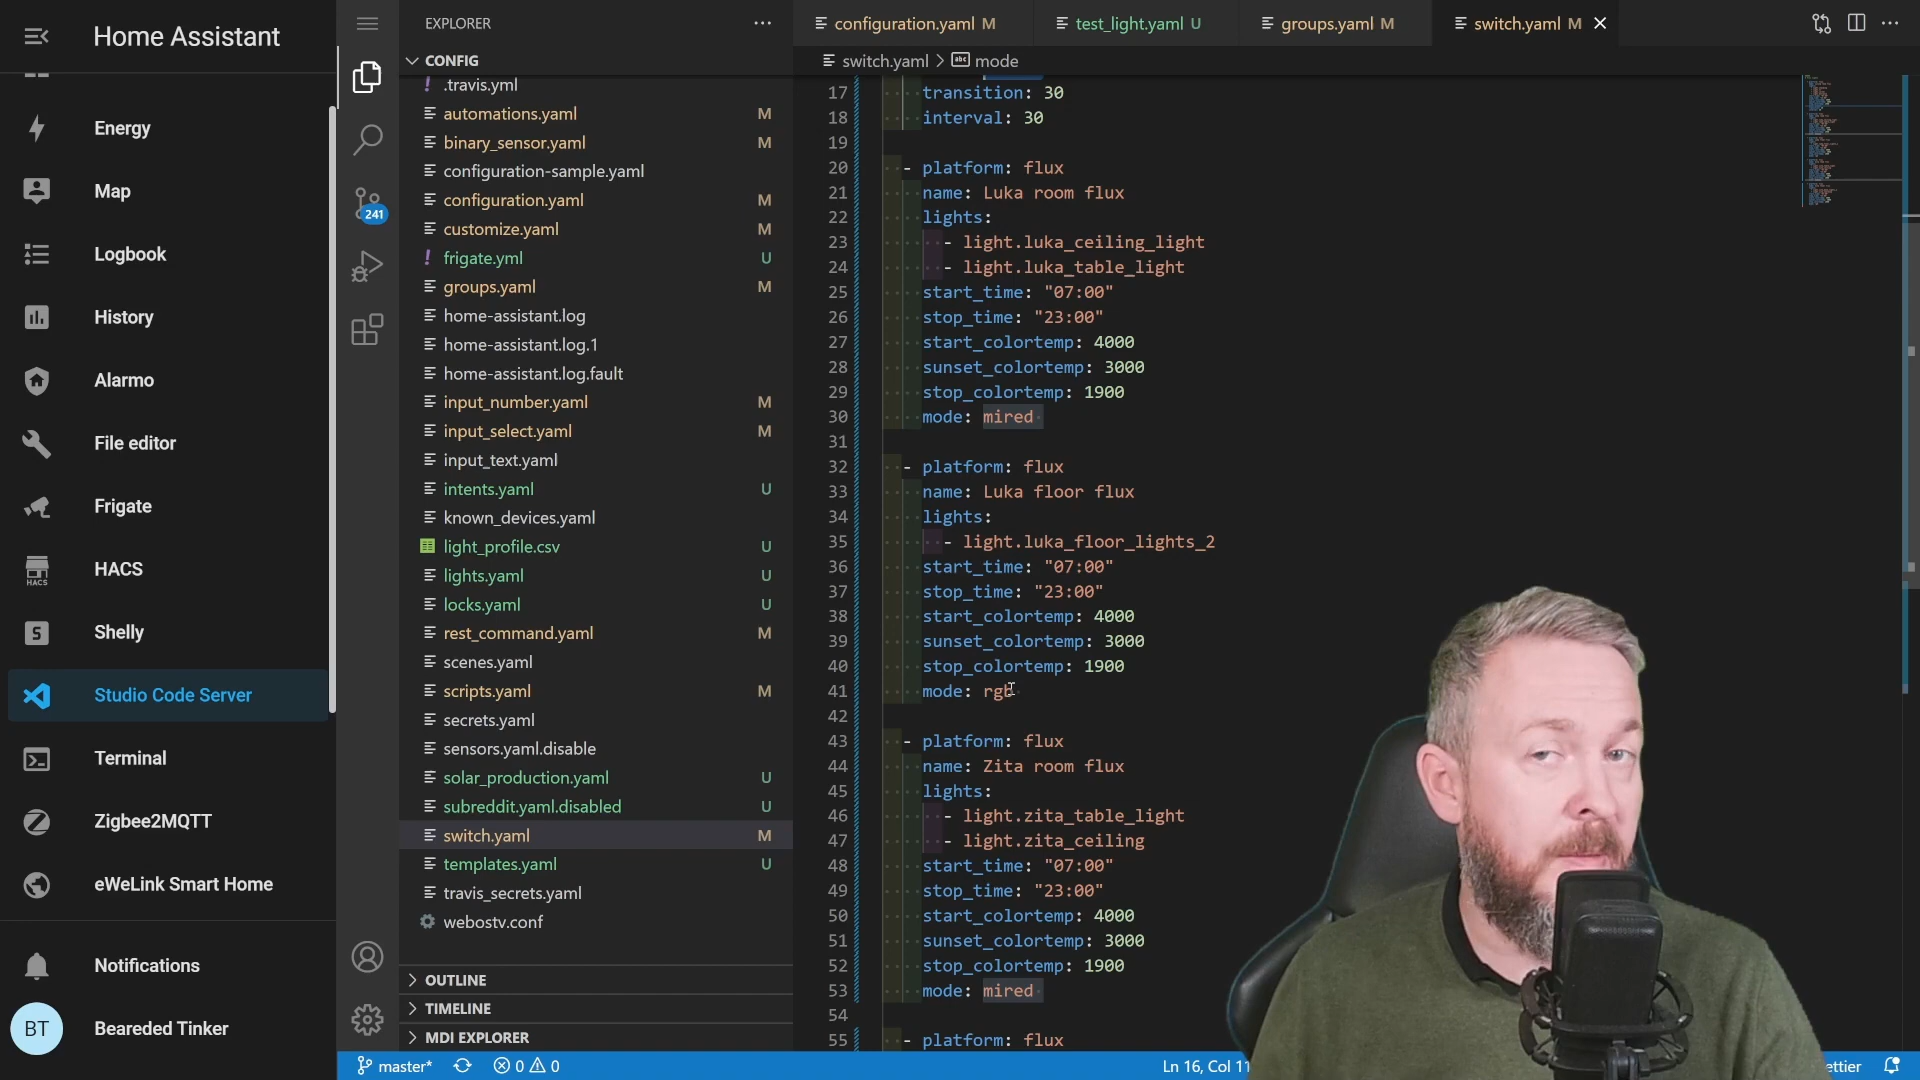 Home Assistant
Energy
Map
Logbook
History
Alarmo
File editor
Frigate
HACS
HACS
Shelly
S
Studio Code Server
Terminal
Zigbee2MQTT
eWeLink Smart Home
Notifications
BT
Bearded Tinker
EXPLORER
CONFIG
241
! .travis.yml
automations.yaml M
binary_sensor.yaml M
configuration-sample.yaml
configuration.yaml M
customize.yaml M
! frigate.yml U
groups.yaml M
home-assistant.log
home-assistant.log.1
home-assistant.log.fault
input_number.yaml M
input_select.yaml M
input_text.yaml
intents.yaml U
known_devices.yaml
light_profile.csv U
lights.yaml U
locks.yaml U
rest_command.yaml M
scenes.yaml
scripts.yaml M
secrets.yaml
sensors.yaml.disable
solar_production.yaml U
subreddit.yaml.disabled U
switch.yaml M
templates.yaml U
travis_secrets.yaml
webostv.conf
OUTLINE
TIMELINE
MDI EXPLORER
configuration.yaml M
test_light.yaml U
groups.yaml M
switch.yaml M
switch.yaml > abc mode
17 transition: 30
18 interval: 30
19
20 - platform: flux
21 name: Luka room flux
22 lights:
23 - light.luka_ceiling_light
24 - light.luka_table_light
25 start_time: "07:00"
26 stop_time: "23:00"
27 start_colortemp: 4000
28 sunset_colortemp: 3000
29 stop_colortemp: 1900
30 mode: mired
31
32 - platform: flux
33 name: Luka floor flux
34 lights:
35 - light.luka_floor_lights_2
36 start_time: "07:00"
37 stop_time: "23:00"
38 start_colortemp: 4000
39 sunset_colortemp: 3000
40 stop_colortemp: 1900
41 mode: rgb
42
43 - platform: flux
44 name: Zita room flux
45 lights:
46 - light.zita_table_light
47 - light.zita_ceiling
48 start_time: "07:00"
49 stop_time: "23:00"
50 start_colortemp: 4000
51 sunset_colortemp: 3000
52 stop_colortemp: 1900
53 mode: mired
54
55 - platform: flux
master* 0 0
Ln 16, Col 11
ettier